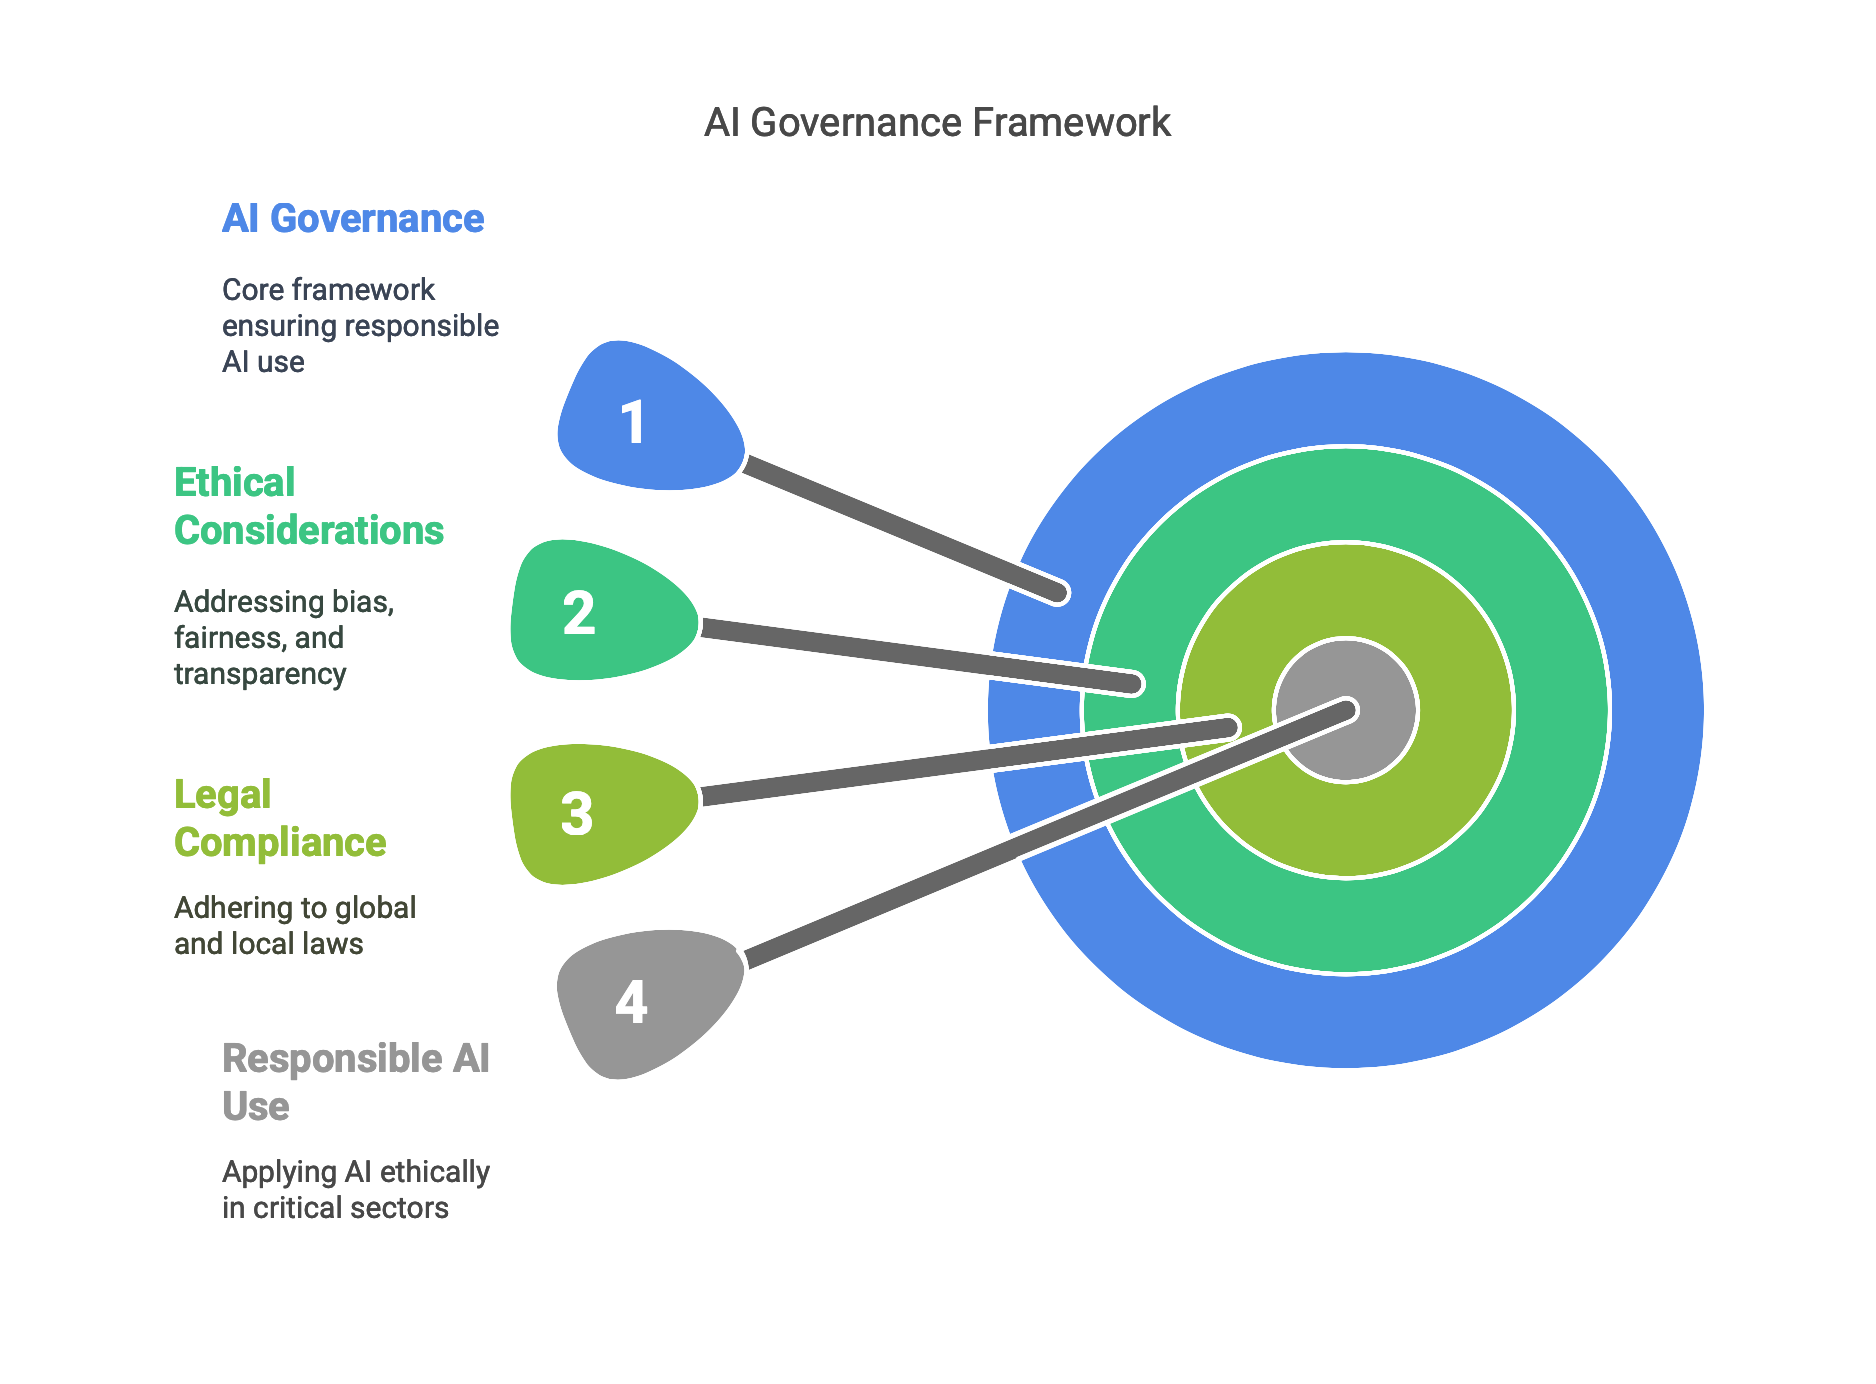 AI Governance Framework
AI Governance
Core framework
ensuring responsible
AI use
1
Ethical
Considerations
Addressing bias,
fairness, and
transparency
2
Legal
Compliance
Adhering to global
and local laws
3
Responsible AI
Use
Applying AI ethically
in critical sectors
4